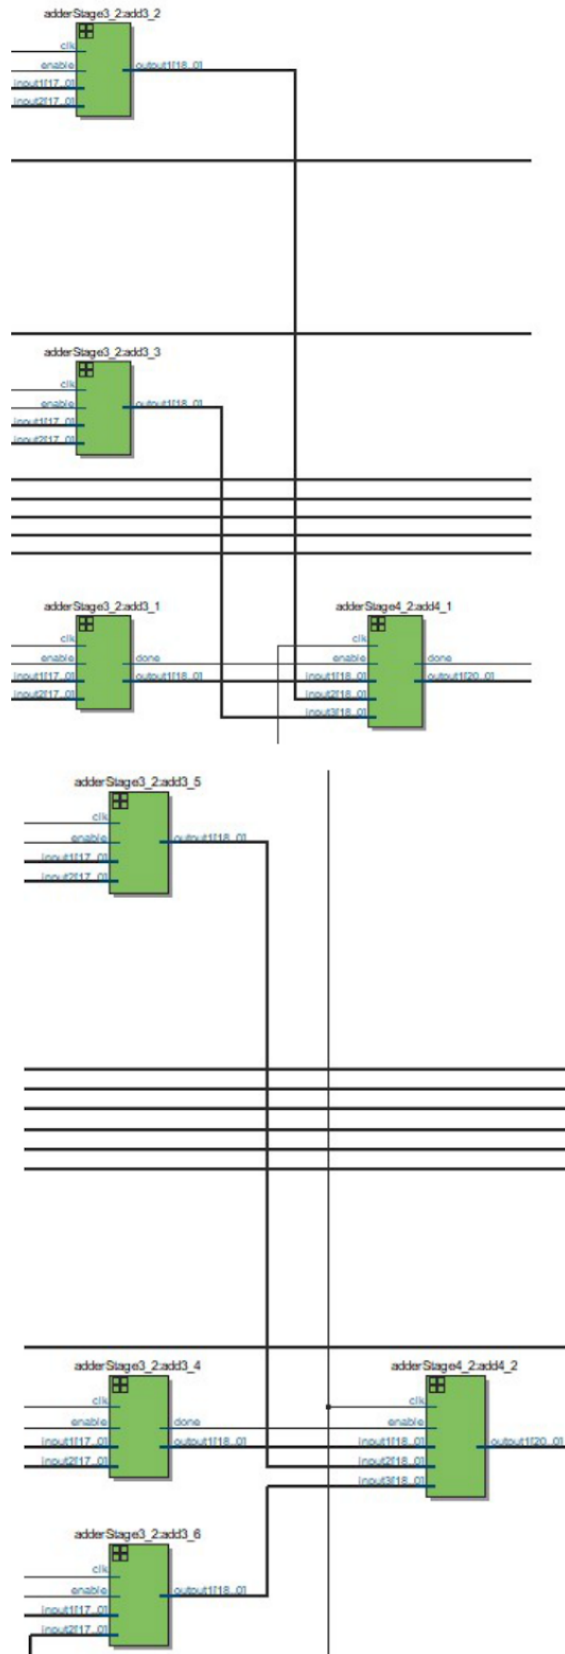 adderStage3_2:add3_2
clk
enable output1[18..0]
input1[17..0]
input2[17..0]
adderStage3_2:add3_3
clk
enable output1[18..0]
input1[17..0]
input2[17..0]
adderStage3_2:add3_1 adderStage4_2:add4_1
clk clk
enable done enable done
input1[17..0] output1[18..0] input1[18..0] output1[20..0]
input2[17..0] input2[18..0]
input3[18..0]
adderStage3_2:add3_5
clk
enable output1[18..0]
input1[17..0]
input2[17..0]
adderStage3_2:add3_4 adderStage4_2:add4_2
clk clk
enable done enable
input1[17..0] output1[18..0] input1[18..0] output1[20..0]
input2[17..0] input2[18..0]
input3[18..0]
adderStage3_2:add3_6
clk
enable output1[18..0]
input1[17..0]
input2[17..0]